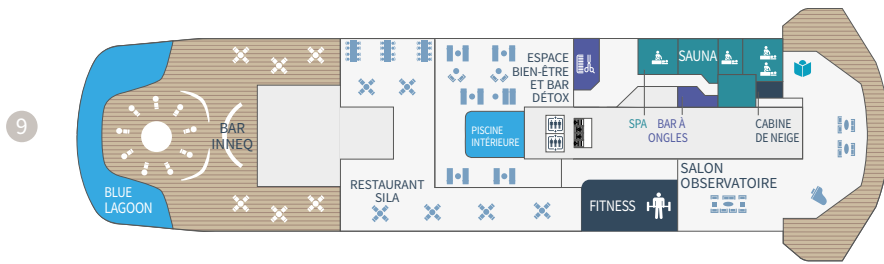 9
BLUE
LAGOON
BAR
INNEQ
RESTAURANT
SILA
PISCINE
INTÉRIEURE
ESPACE
BIEN-ÊTRE
ET BAR
DÉTOX
SAUNA
SPA
BAR À
ONGLES
CABINE
DE NEIGE
FITNESS
SALON
OBSERVATOIRE